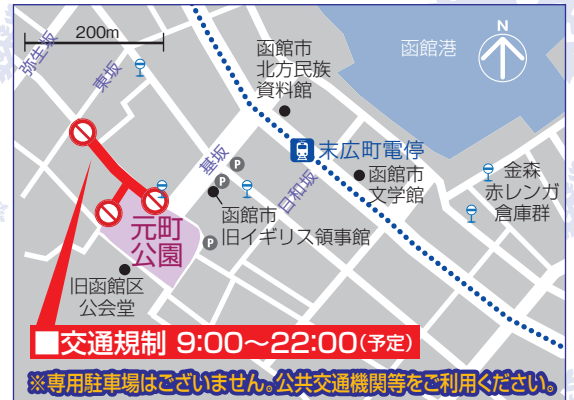 200m
N
弥生坂
東坂
函館市
北方民族
資料館
函館港
基坂
P
P
末広町電停
日和坂
函館市
文学館
金森
赤レンガ
倉庫群
函館市
旧イギリス領事館
P
元町
公園
旧函館区
公会堂
■交通規制 9:00～22:00(予定)
※専用駐車場はございません。公共交通機関等をご利用ください。